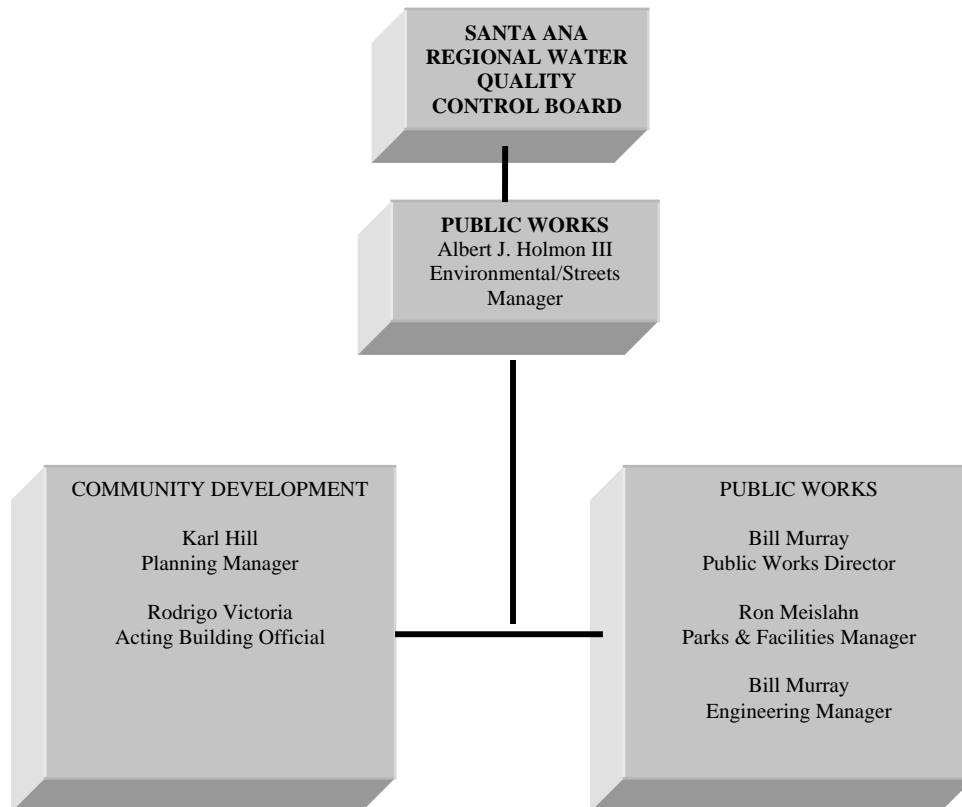 SANTA ANA
REGIONAL WATER
QUALITY
CONTROL BOARD
PUBLIC WORKS
Albert J. Holmon III
Environmental/Streets
Manager
COMMUNITY DEVELOPMENT
Karl Hill
Planning Manager
Rodrigo Victoria
Acting Building Official
PUBLIC WORKS
Bill Murray
Public Works Director
Ron Meislahn
Parks & Facilities Manager
Bill Murray
Engineering Manager